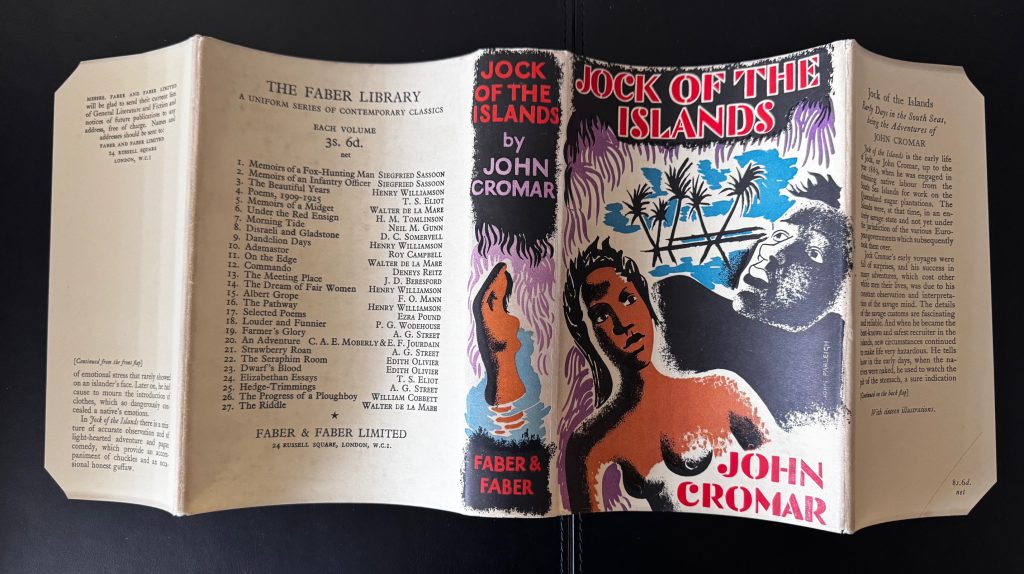 MESSRS. FABER AND FABER LIMITED
will be glad to send their current lists
of General Literature and Fiction and
notices of future publications to any
address, free of charge. Names and
addresses should be sent to:
FABER AND FABER LIMITED
24 RUSSELL SQUARE
LONDON, W.C.1
[Continued from the front flap]
of emotional stress that rarely showed
on an islander's face. Later on, he had
cause to mourn the introduction of
clothes, which so dangerously con-
cealed a native's emotions.
In Jock of the Islands there is a mix-
ture of accurate observation and of
light-hearted adventure and
comedy, which provide an accom-
paniment of chuckles and an occa-
sional honest guffaw.
THE FABER LIBRARY
A UNIFORM SERIES OF CONTEMPORARY CLASSICS
EACH VOLUME
3s. 6d.
net
1. Memoirs of a Fox-Hunting Man SIEGFRIED SASSOON
2. Memoirs of an Infantry Officer SIEGFRIED SASSOON
3. The Beautiful Years HENRY WILLIAMSON
4. Poems, 1909-1925 T. S. ELIOT
5. Memoirs of a Midget WALTER DE LA MARE
6. Under the Red Ensign H. M. TOMLINSON
7. Morning Tide NEIL M. GUNN
8. Disraeli and Gladstone D. C. SOMERVELL
9. Dandelion Days HENRY WILLIAMSON
10. Adamastor ROY CAMPBELL
11. On the Edge WALTER DE LA MARE
12. Commando DENEYS REITZ
13. The Meeting Place J. D. BERESFORD
14. The Dream of Fair Women HENRY WILLIAMSON
15. Albert Grope F. O. MANN
16. The Pathway HENRY WILLIAMSON
17. Selected Poems EZRA POUND
18. Louder and Funnier P. G. WODEHOUSE
19. Farmer's Glory A. G. STREET
20. An Adventure C. A. E. MOBERLY & E. F. JOURDAIN
21. Strawberry Roan A. G. STREET
22. The Seraphim Room EDITH OLIVIER
23. Dwarf's Blood EDITH OLIVIER
24. Elizabethan Essays T. S. ELIOT
25. Hedge-Trimmings A. G. STREET
26. The Progress of a Ploughboy WILLIAM COBBETT
27. The Riddle WALTER DE LA MARE
FABER & FABER LIMITED
24 RUSSELL SQUARE, LONDON, W.C.1.
JOCK
OF THE
ISLANDS
by
JOHN
CROMAR
FABER &
FABER
JOCK OF THE
ISLANDS
JOHN
CROMAR
Jock of the Islands
Early Days in the South Seas,
being the Adventures of
JOHN CROMAR
Jock of the Islands is the early life
of Jock, or John Cromar, up to the
year 1885, when he was engaged in
native labour from the
South Sea Islands for work on the
Queensland sugar plantations. The
islands were, at that time, in an en-
tirely savage state and not yet under
the jurisdiction of the various Euro-
pean governments which subsequently
took them over.
Jock Cromar's early voyages were
full of surprises, and his success in
many adventures, which cost other
white men their lives, was due to his
constant observation and interpreta-
tion of the savage mind. The details
of the savage customs are fascinating
and reliable. And when he became the
best-known and safest recruiter in the
islands, new circumstances continued
to make life very hazardous. He tells
how in the early days, when the na-
tives were naked, he used to watch the
pit of the stomach, a sure indication
[Continued on the back flap]
With sixteen illustrations.
8s. 6d.
net